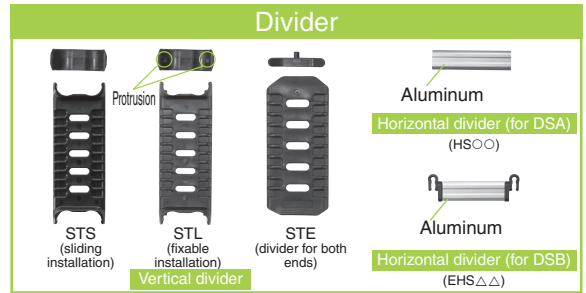 Divider
Protrusion
STS
(sliding
installation)
STL
(fixable
installation)
Vertical divider
STE
(divider for both
ends)
Aluminum
Horizontal divider (for DSA)
(HS○○)
Aluminum
Horizontal divider (for DSB)
(EHS△△)